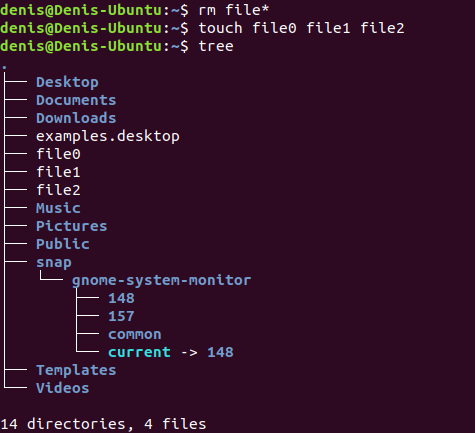 denis@Denis-Ubuntu:~$ rm file*
denis@Denis-Ubuntu:~$ touch file0 file1 file2
denis@Denis-Ubuntu:~$ tree
.
├── Desktop
├── Documents
├── Downloads
├── examples.desktop
├── file0
├── file1
├── file2
├── Music
├── Pictures
├── Public
├── snap
│   └── gnome-system-monitor
│       ├── 148
│       ├── 157
│       ├── common
│       └── current -> 148
├── Templates
└── Videos
14 directories, 4 files